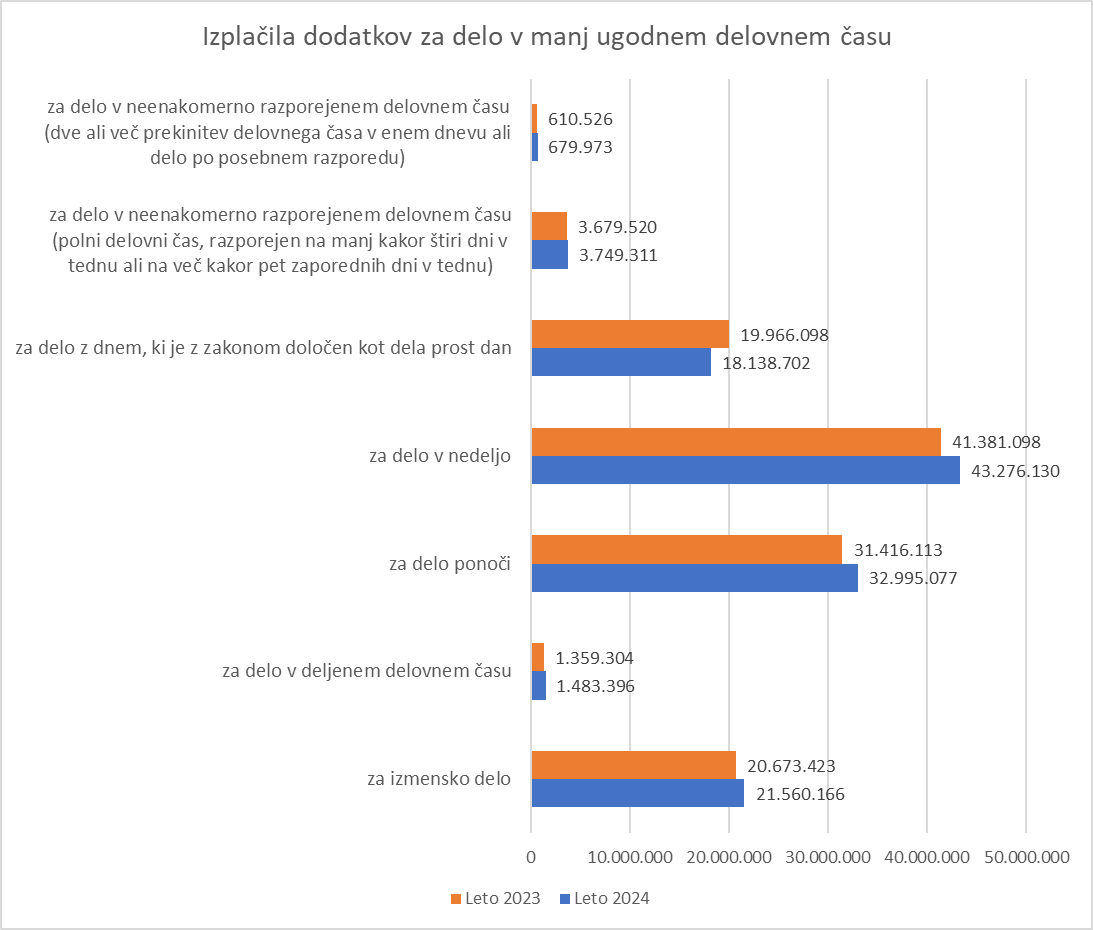 Izplačila dodatkov za delo v manj ugodnem delovnem času
za delo v neenakomerno razporejenem delovnem času
(dve ali več prekinitev delovnega časa v enem dnevu ali
delo po posebnem razporedu)
610.526
679.973
za delo v neenakomerno razporejenem delovnem času
(polni delovni čas, razporejen na manj kakor štiri dni v
tednu ali na več kakor pet zaporednih dni v tednu)
3.679.520
3.749.311
za delo z dnem, ki je z zakonom določen kot dela prost dan
19.966.098
18.138.702
za delo v nedeljo
41.381.098
43.276.130
za delo ponoči
31.416.113
32.995.077
za delo v deljenem delovnem času
1.359.304
1.483.396
za izmensko delo
20.673.423
21.560.166
0 10.000.000 20.000.000 30.000.000 40.000.000 50.000.000
Leto 2023 Leto 2024